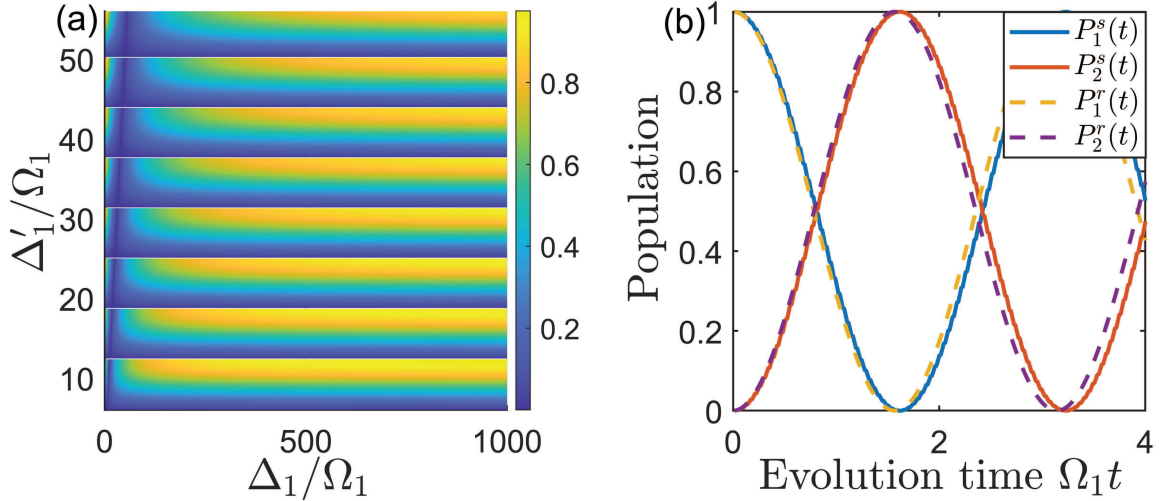 (a)
50
40
30
20
10
Δ′₁/Ω₁
0
500
1000
Δ₁/Ω₁
0.8
0.6
0.4
0.2
(b)
1
0.8
0.6
0.4
0.2
0
Population
0
2
4
Evolution time Ω₁t
P₁ˢ(t)
P₂ˢ(t)
P₁ʳ(t)
P₂ʳ(t)